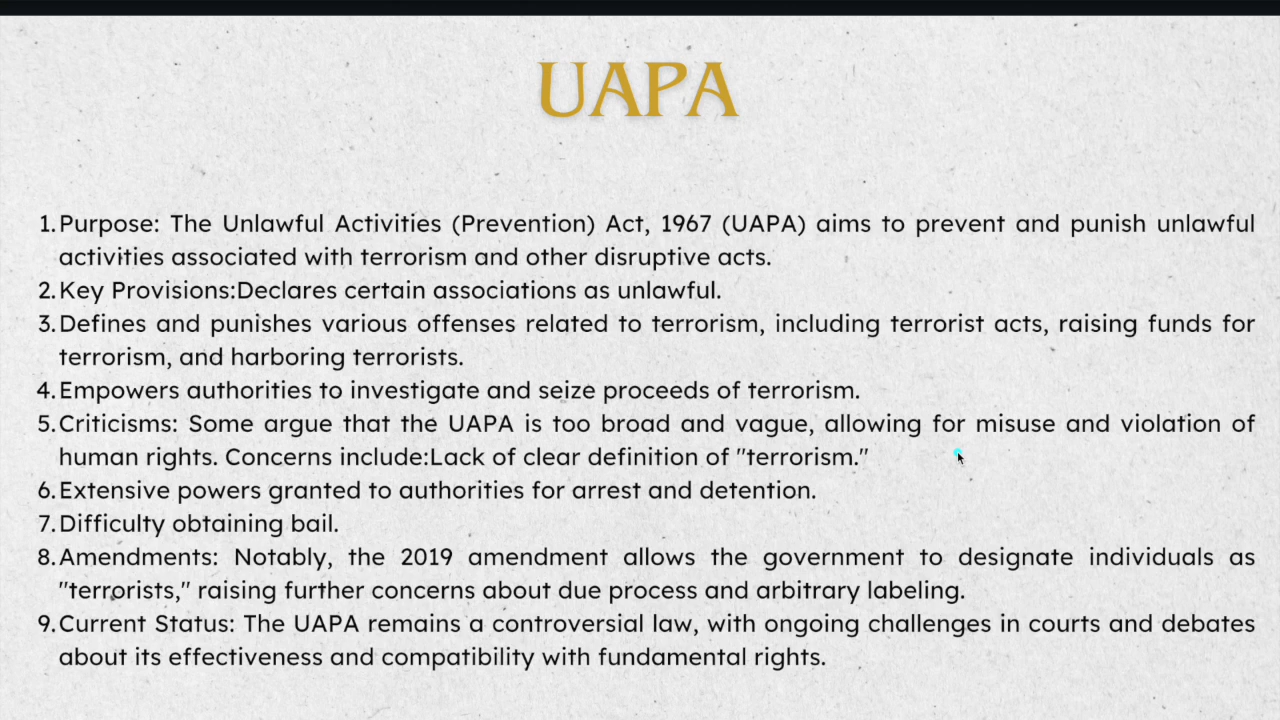 UAPA
1. Purpose: The Unlawful Activities (Prevention) Act, 1967 (UAPA) aims to prevent and punish unlawful
activities associated with terrorism and other disruptive acts.
2. Key Provisions:Declares certain associations as unlawful.
3. Defines and punishes various offenses related to terrorism, including terrorist acts, raising funds for
terrorism, and harboring terrorists.
4. Empowers authorities to investigate and seize proceeds of terrorism.
5. Criticisms: Some argue that the UAPA is too broad and vague, allowing for misuse and violation of
human rights. Concerns include:Lack of clear definition of "terrorism."
6. Extensive powers granted to authorities for arrest and detention.
7. Difficulty obtaining bail.
8. Amendments: Notably, the 2019 amendment allows the government to designate individuals as
"terrorists," raising further concerns about due process and arbitrary labeling.
9. Current Status: The UAPA remains a controversial law, with ongoing challenges in courts and debates
about its effectiveness and compatibility with fundamental rights.